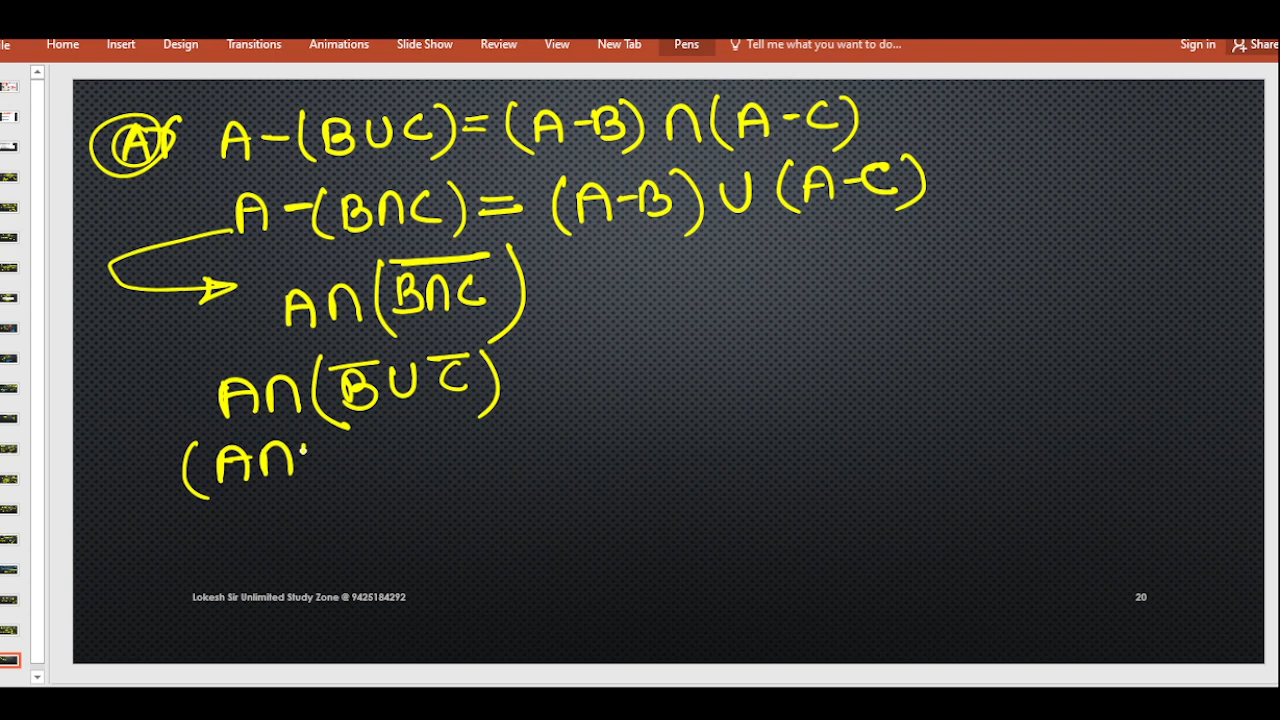 le Home Insert Design Transitions Animations Slide Show Review View New Tab Pens Tell me what you want to do... Sign in Share
A - (B ∪ C) = (A - B) ∩ (A - C)
A - (B ∩ C) = (A - B) ∪ (A - C)
A ∩ (B̅∩̅C̅)
A ∩ (B̅ ∪ C̅)
(A ∩
Lokesh Sir Unlimited Study Zone @ 9425184292 20